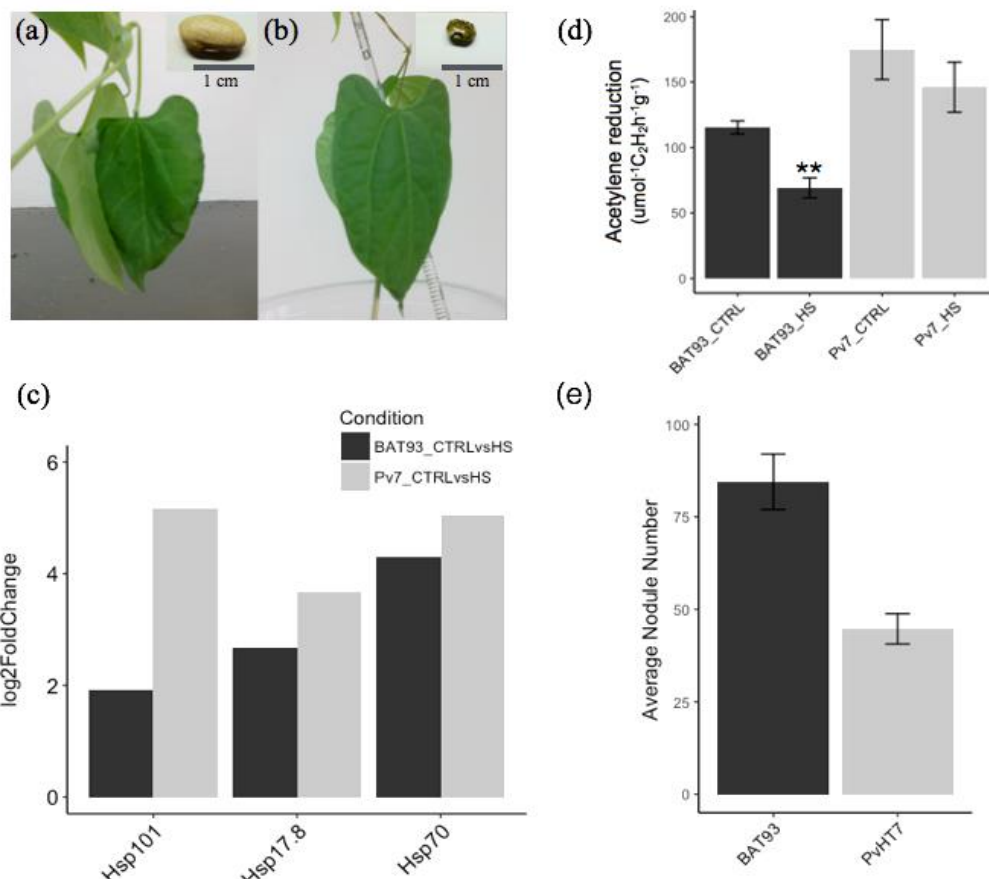 (a)
1 cm
(b)
1 cm
(c)
Condition
BAT93_CTRLvsHS
Pv7_CTRLvsHS
log2FoldChange
6
4
2
0
Hsp101
Hsp17.8
Hsp70
(d)
Acetylene reduction
(umol⁻¹C₂H₂h⁻¹g⁻¹)
200
150
100
50
0
**
BAT93_CTRL
BAT93_HS
Pv7_CTRL
Pv7_HS
(e)
Average Nodule Number
100
75
50
25
0
BAT93
PvHT7